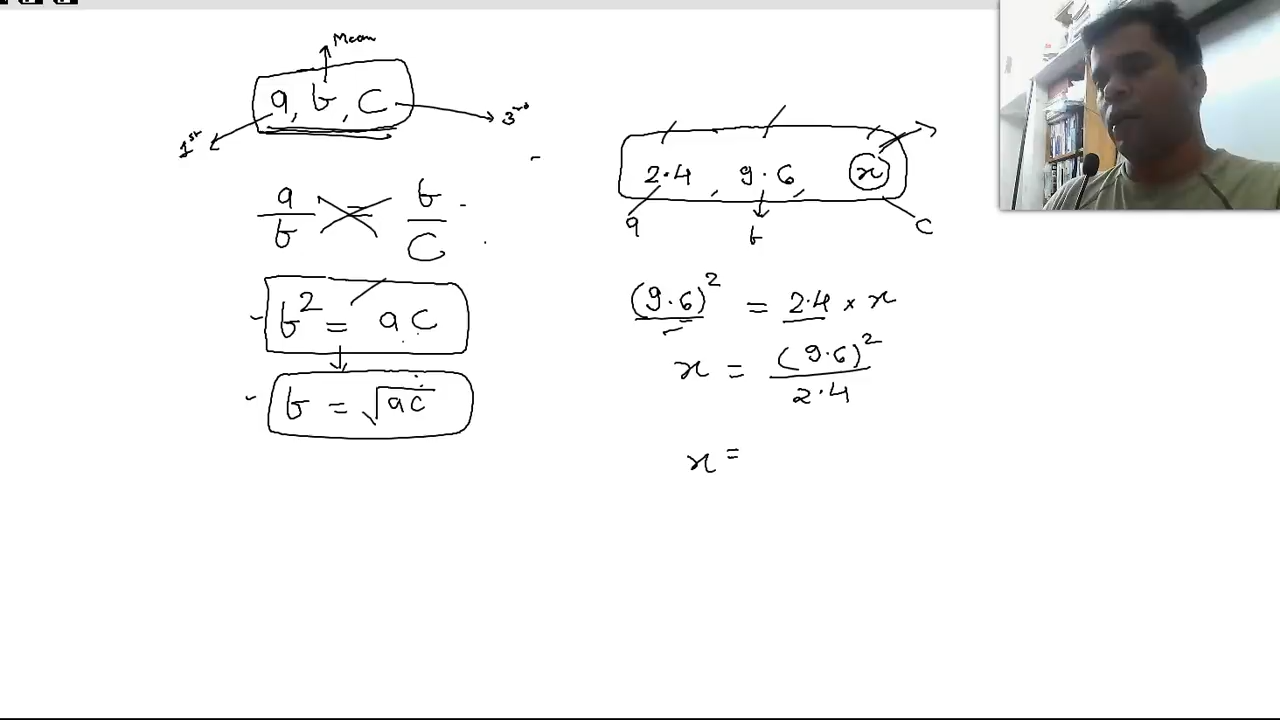 Mean
a, b, c
1st
3rd
a/b = b/c
b² = ac
b = √ac
2.4, 9.6, x
a
b
c
(9.6)² = 2.4 × x
x = (9.6)²/2.4
x =